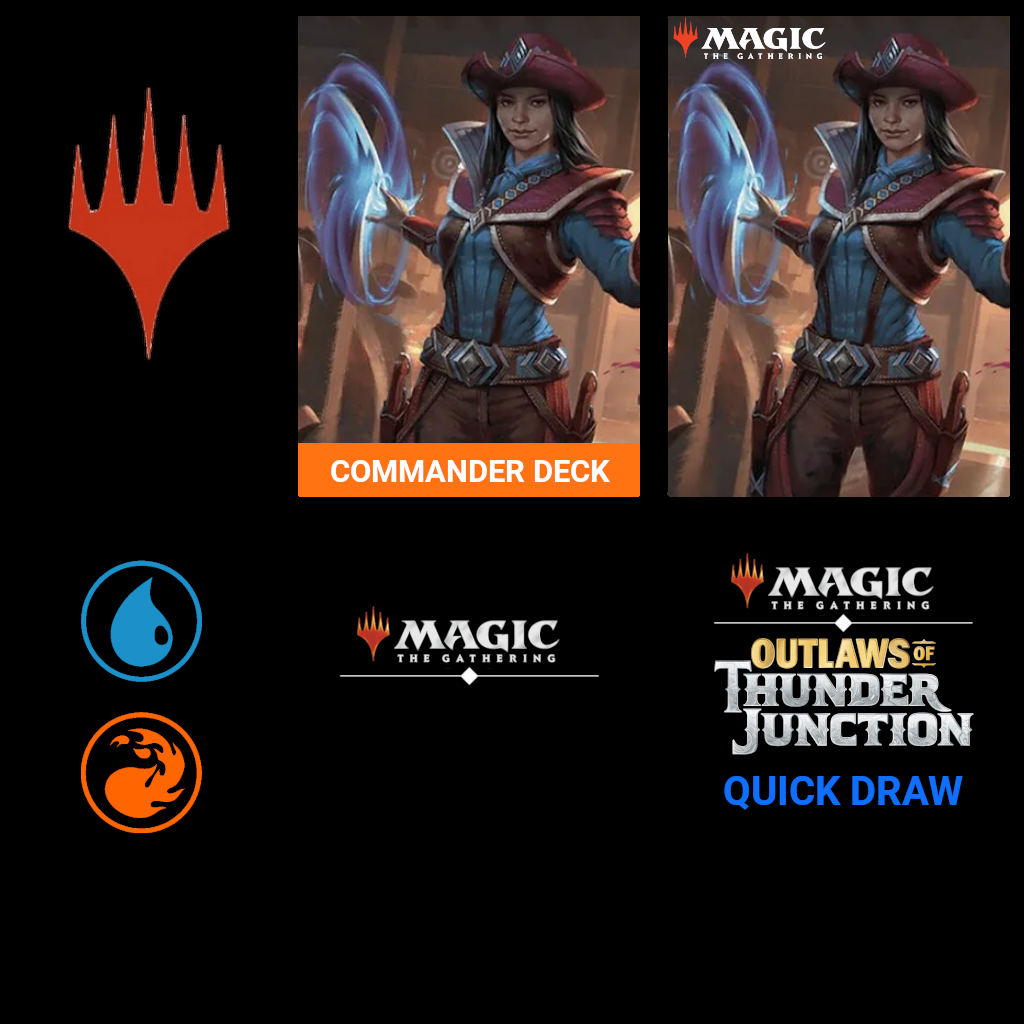 MAGIC
THE GATHERING
COMMANDER DECK
MAGIC
THE GATHERING
MAGIC
THE GATHERING
OUTLAWS OF
THUNDER
JUNCTION
QUICK DRAW